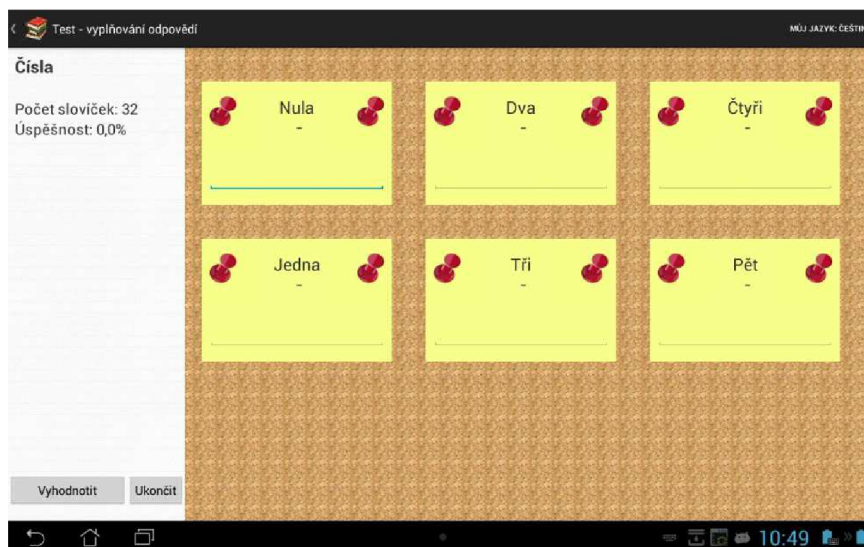 Test - vyplňování odpovědí
MŮJ JAZYK: ČEŠTIN
Čísla
Počet slovíček: 32
Úspěšnost: 0,0%
Nula
-
Dva
-
Čtyři
-
Jedna
-
Tři
-
Pět
-
Vyhodnotit
Ukončit
10:49